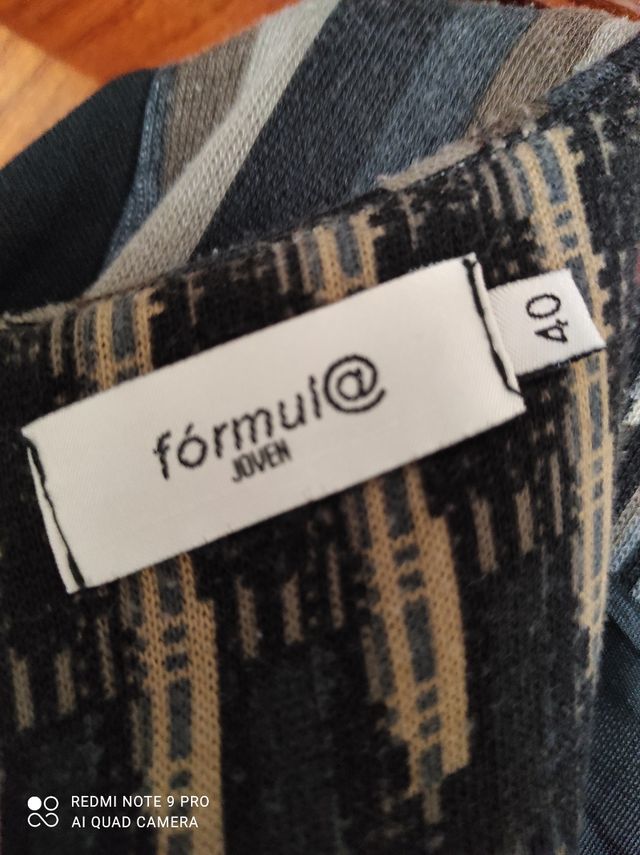 fórmul@
JOVEN
40
REDMI NOTE 9 PRO
AI QUAD CAMERA